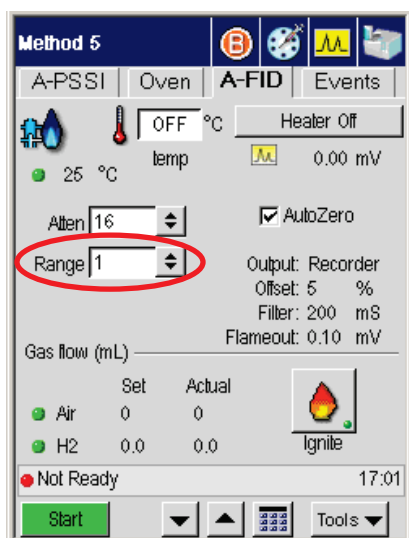 Method 5 B
A-PSSI Oven A-FID Events
OFF °C Heater Off
25 °C temp 0.00 mV
Atten 16 AutoZero
Range 1 Output: Recorder
Offset: 5 %
Filter: 200 mS
Flameout: 0.10 mV
Gas flow (mL)
Set Actual
Air 0 0
H2 0.0 0.0 Ignite
Not Ready 17:01
Start Tools